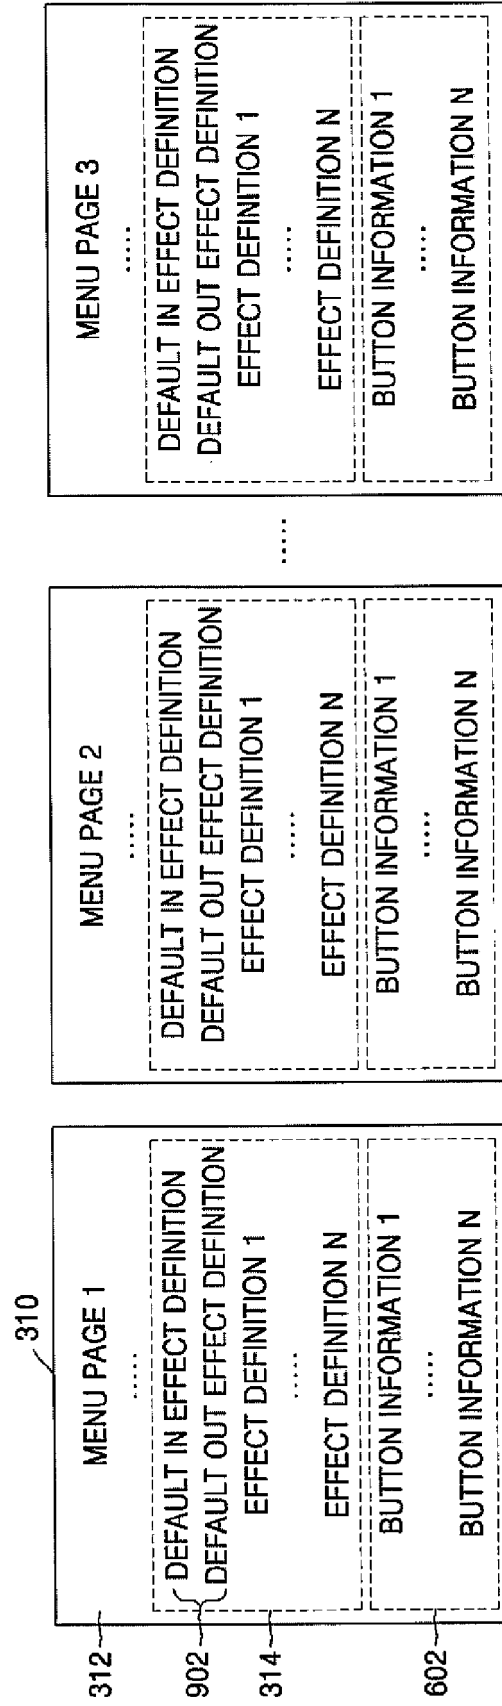 310
312
902
314
602
MENU PAGE 1
.....
DEFAULT IN EFFECT DEFINITION
DEFAULT OUT EFFECT DEFINITION
EFFECT DEFINITION 1
.....
EFFECT DEFINITION N
BUTTON INFORMATION 1
.....
BUTTON INFORMATION N
MENU PAGE 2
.....
DEFAULT IN EFFECT DEFINITION
DEFAULT OUT EFFECT DEFINITION
EFFECT DEFINITION 1
.....
EFFECT DEFINITION N
BUTTON INFORMATION 1
.....
BUTTON INFORMATION N
.....
MENU PAGE 3
.....
DEFAULT IN EFFECT DEFINITION
DEFAULT OUT EFFECT DEFINITION
EFFECT DEFINITION 1
.....
EFFECT DEFINITION N
BUTTON INFORMATION 1
.....
BUTTON INFORMATION N